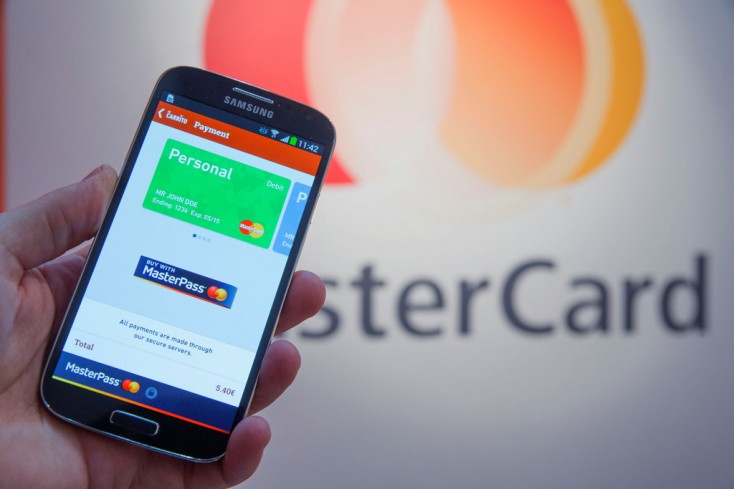 SAMSUNG
11:42
Payment
Personal
Debit
MR JOHN DOE
Ending: 1234 Exp. 05/15
MasterCard
P
MR
Endi
BUY WITH
MasterPass
All payments are made through
our secure servers.
Total
5.40€
MasterPass
sterCard